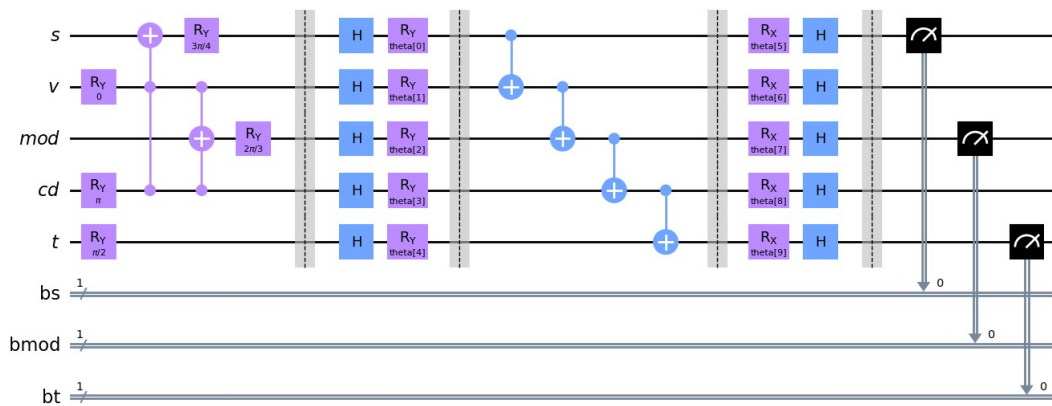 s R_Y 3π/4 H R_Y theta[0] R_X theta[5] H
v R_Y 0 H R_Y theta[1] R_X theta[6] H
mod R_Y 2π/3 H R_Y theta[2] R_X theta[7] H
cd R_Y π H R_Y theta[3] R_X theta[8] H
t R_Y π/2 H R_Y theta[4] R_X theta[9] H
bs 1 0
bmod 1 0
bt 1 0